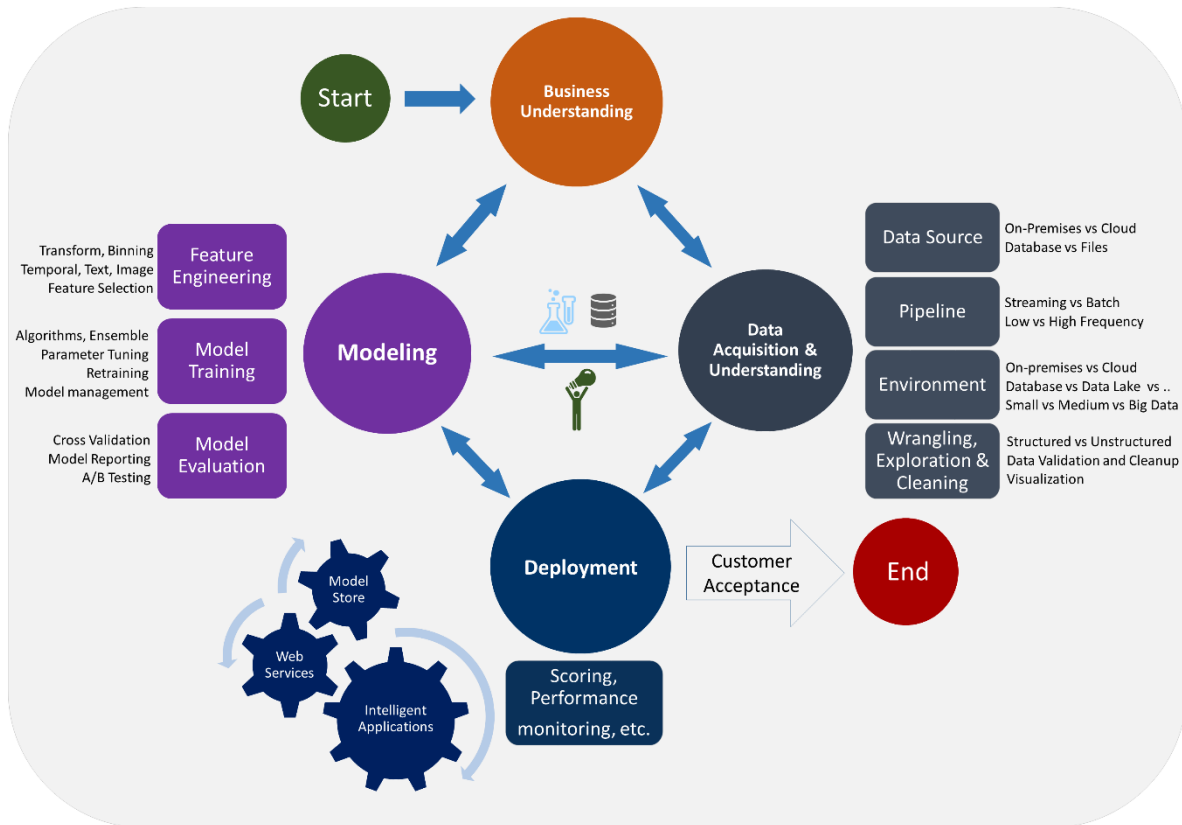 Start
Business
Understanding
Transform, Binning
Temporal, Text, Image
Feature Selection
Feature
Engineering
Algorithms, Ensemble
Parameter Tuning
Retraining
Model management
Model
Training
Cross Validation
Model Reporting
A/B Testing
Model
Evaluation
Modeling
Data
Acquisition &
Understanding
Data Source
On-Premises vs Cloud
Database vs Files
Pipeline
Streaming vs Batch
Low vs High Frequency
Environment
On-premises vs Cloud
Database vs Data Lake vs ..
Small vs Medium vs Big Data
Wrangling,
Exploration &
Cleaning
Structured vs Unstructured
Data Validation and Cleanup
Visualization
Deployment
Customer
Acceptance
End
Model
Store
Web
Services
Intelligent
Applications
Scoring,
Performance
monitoring, etc.